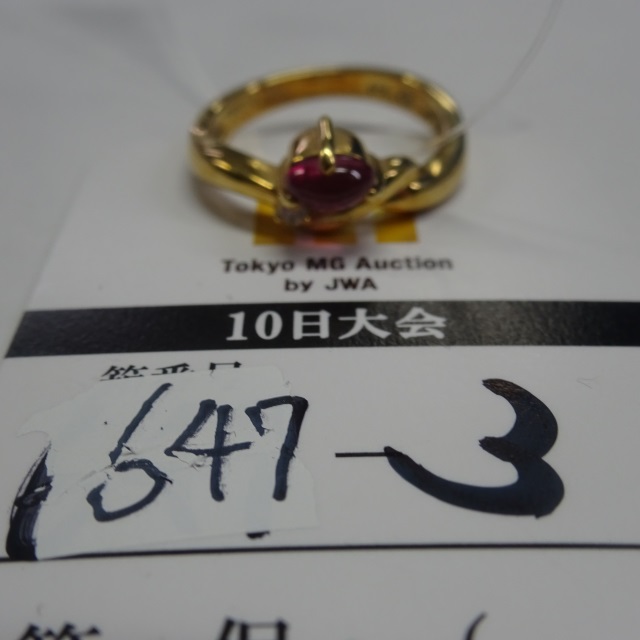 Tokyo MG Auction
by JWA
10日大会
647-3